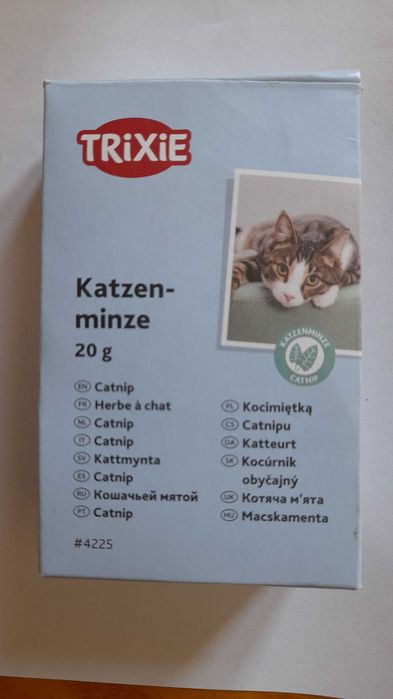 TRiXiE
Katzen-
minze
20 g
KATZENMINZE
CATNIP
EN Catnip
FR Herbe à chat
NL Catnip
IT Catnip
SV Kattmynta
ES Catnip
RU Кошачьей мятой
PT Catnip
PL Kocimiętką
CS Catnipu
DA Katteurt
SK Kocúrnik
obyčajný
UK Котяча м'ята
HU Macskamenta
#4225